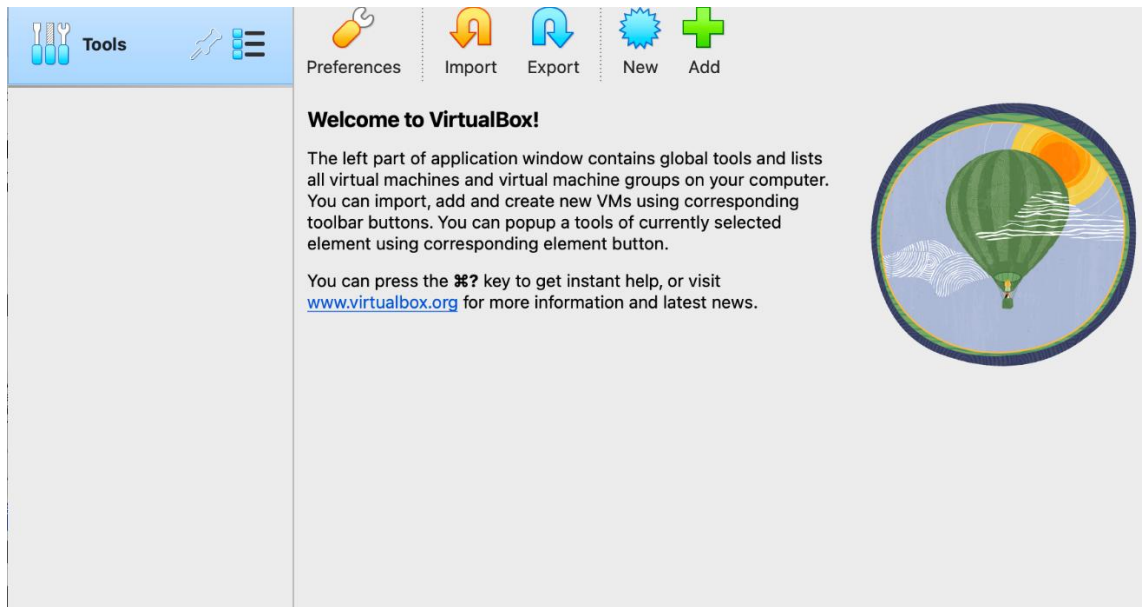 Tools
Preferences
Import
Export
New
Add
Welcome to VirtualBox!
The left part of application window contains global tools and lists
all virtual machines and virtual machine groups on your computer.
You can import, add and create new VMs using corresponding
toolbar buttons. You can popup a tools of currently selected
element using corresponding element button.
You can press the ⌘? key to get instant help, or visit
www.virtualbox.org for more information and latest news.